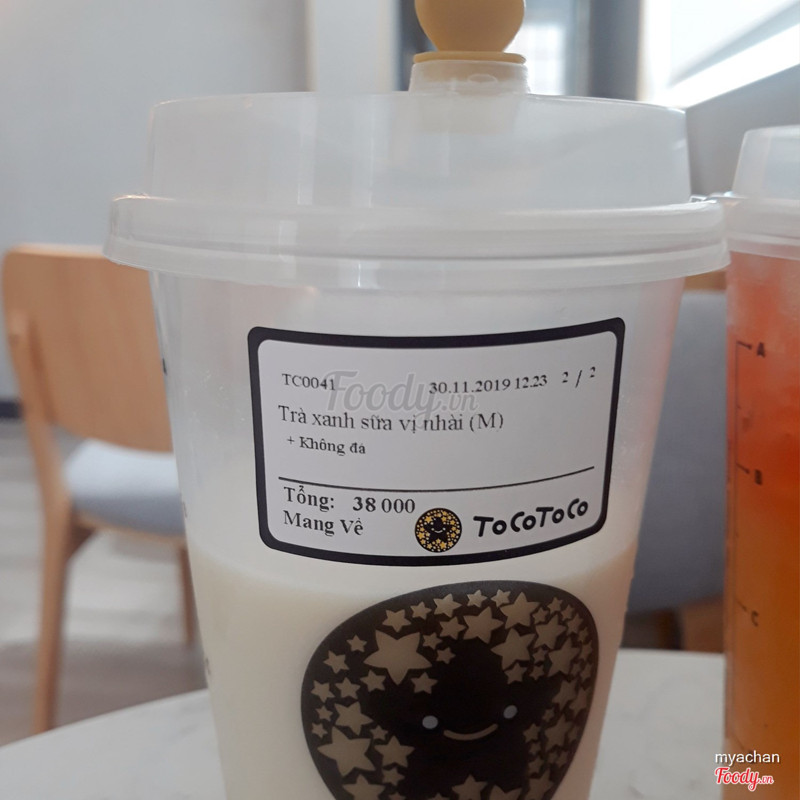 TC0041 30.11.2019 12.23 2 / 2
Trà xanh sữa vị nhài (M)
+ Không đá
Tổng: 38 000
Mang Về
ToCoToCo
Foody.vn
A
B
C
myachan
Foody.vn